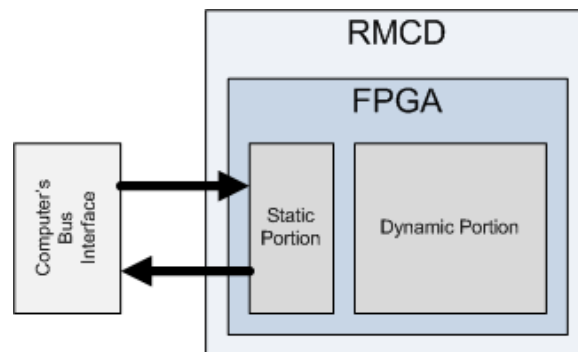 RMCD
FPGA
Computer's
Bus
Interface
Static
Portion
Dynamic Portion